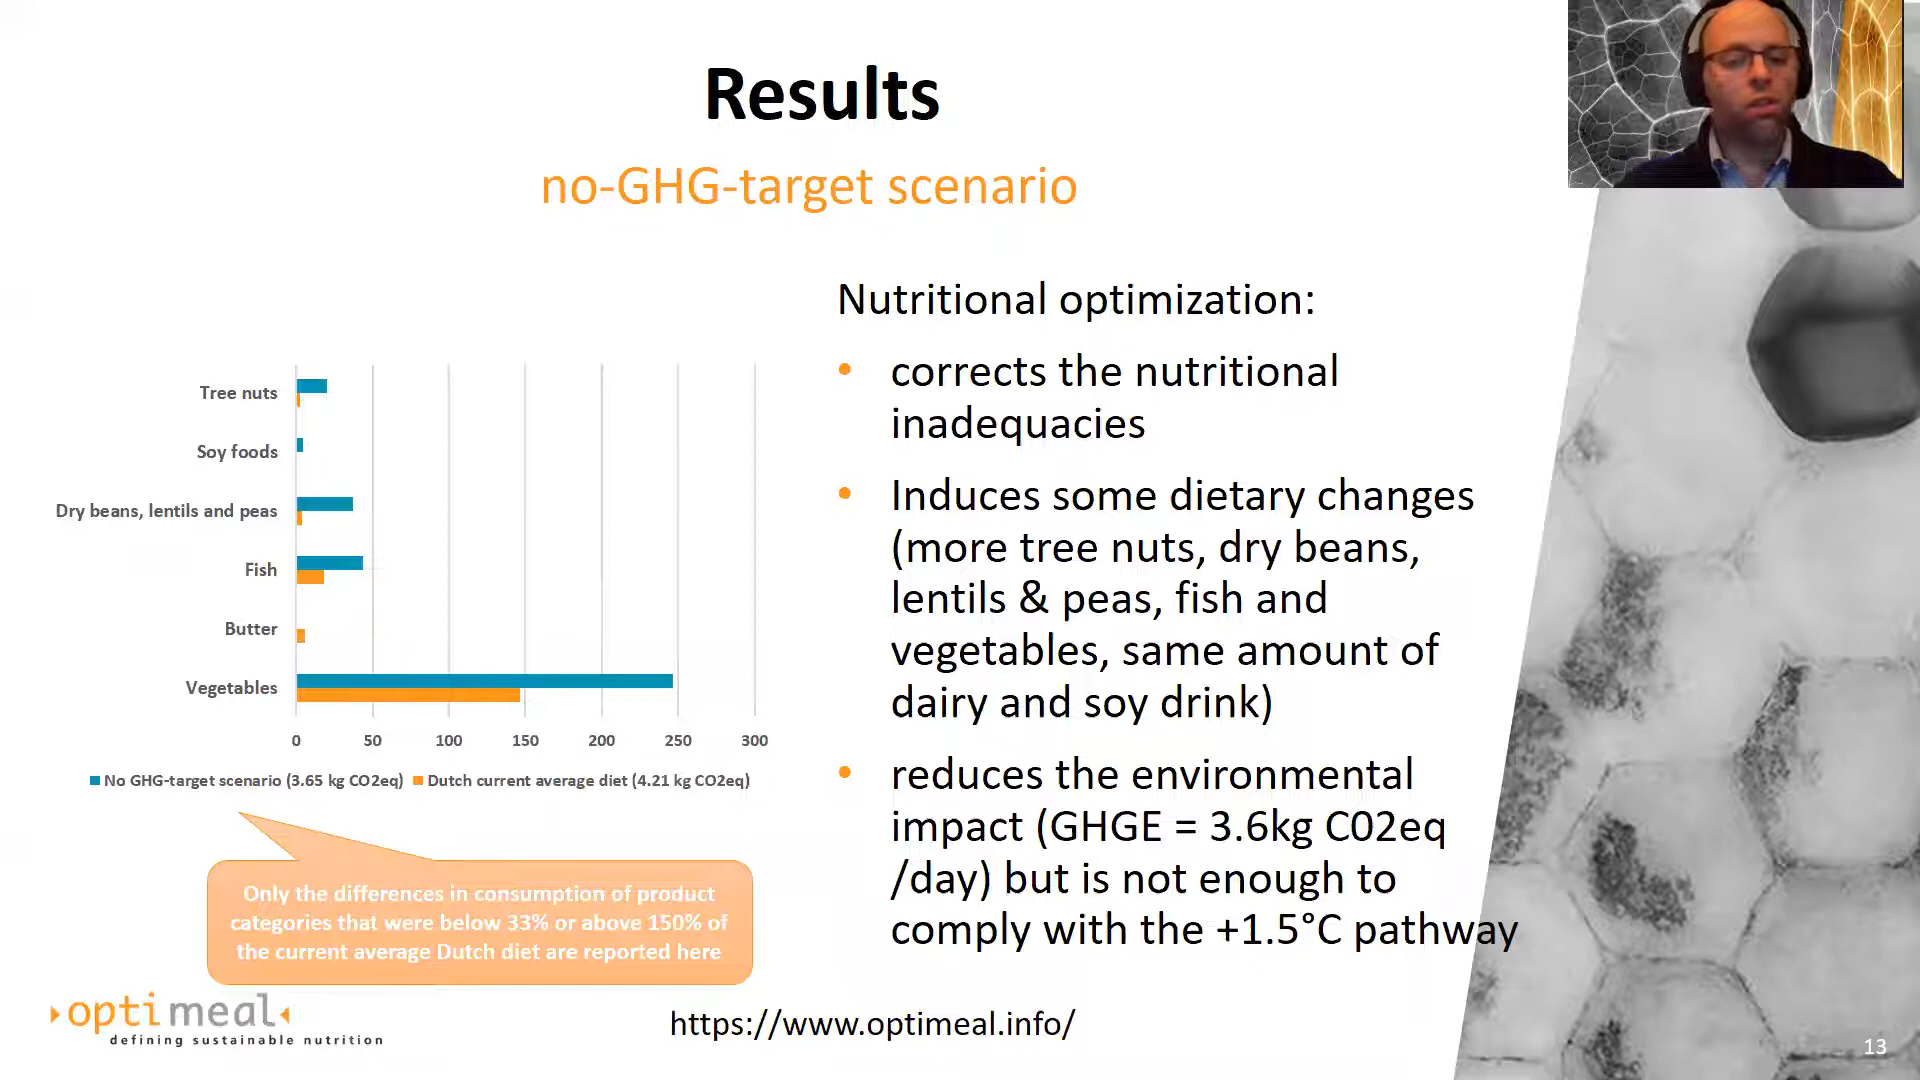 Results
no-GHG-target scenario
Tree nuts
Soy foods
Dry beans, lentils and peas
Fish
Butter
Vegetables
0 50 100 150 200 250 300
No GHG-target scenario (3.65 kg CO2eq) Dutch current average diet (4.21 kg CO2eq)
Only the differences in consumption of product
categories that were below 33% or above 150% of
the current average Dutch diet are reported here
Nutritional optimization:
• corrects the nutritional
inadequacies
• Induces some dietary changes
(more tree nuts, dry beans,
lentils & peas, fish and
vegetables, same amount of
dairy and soy drink)
• reduces the environmental
impact (GHGE = 3.6kg C02eq
/day) but is not enough to
comply with the +1.5°C pathway
optimeal
defining sustainable nutrition
https://www.optimeal.info/
13